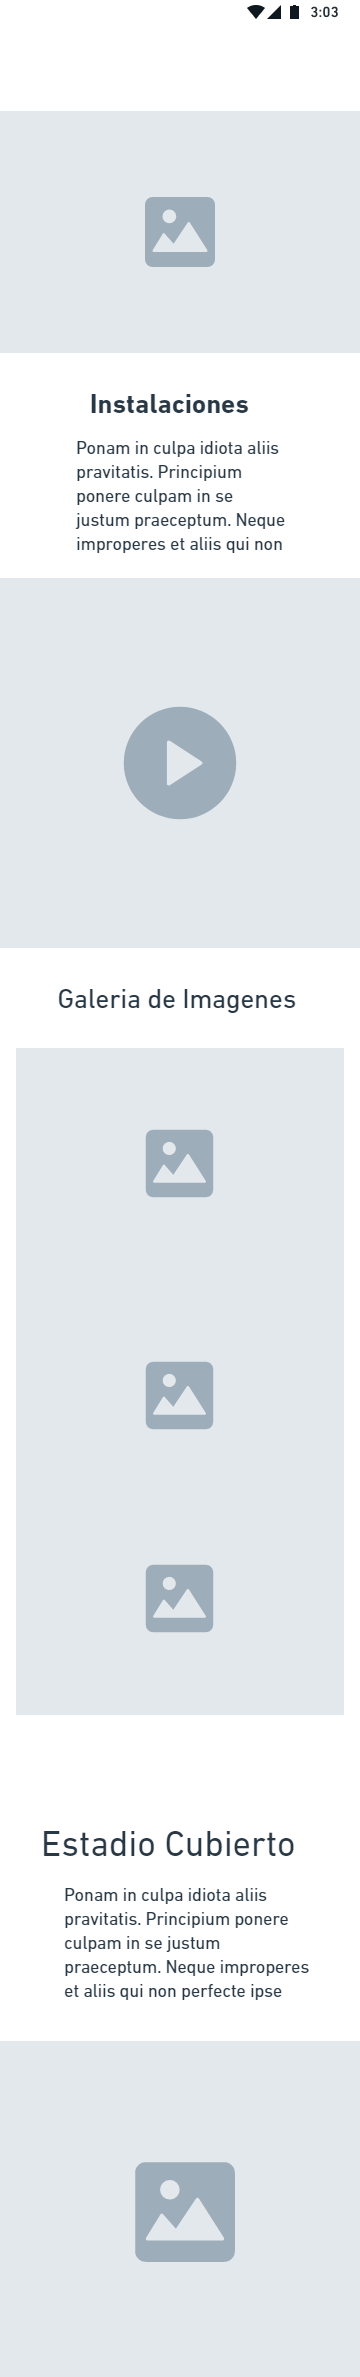 3:03
Instalaciones
Ponam in culpa idiota aliis
pravitatis. Principium
ponere culpam in se
justum praeceptum. Neque
improperes et aliis qui non
Galeria de Imagenes
Estadio Cubierto
Ponam in culpa idiota aliis
pravitatis. Principium ponere
culpam in se justum
praeceptum. Neque improperes
et aliis qui non perfecte ipse